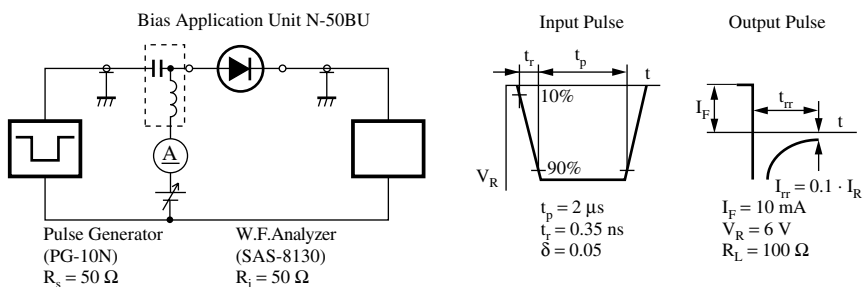 Bias Application Unit N-50BU
A
Pulse Generator
(PG-10N)
R_s = 50 Ω
W.F.Analyzer
(SAS-8130)
R_i = 50 Ω
Input Pulse
t_r
t_p
t
10%
90%
V_R
t_p = 2 µs
t_r = 0.35 ns
δ = 0.05
Output Pulse
I_F
t_rr
t
I_rr = 0.1 · I_R
I_F = 10 mA
V_R = 6 V
R_L = 100 Ω